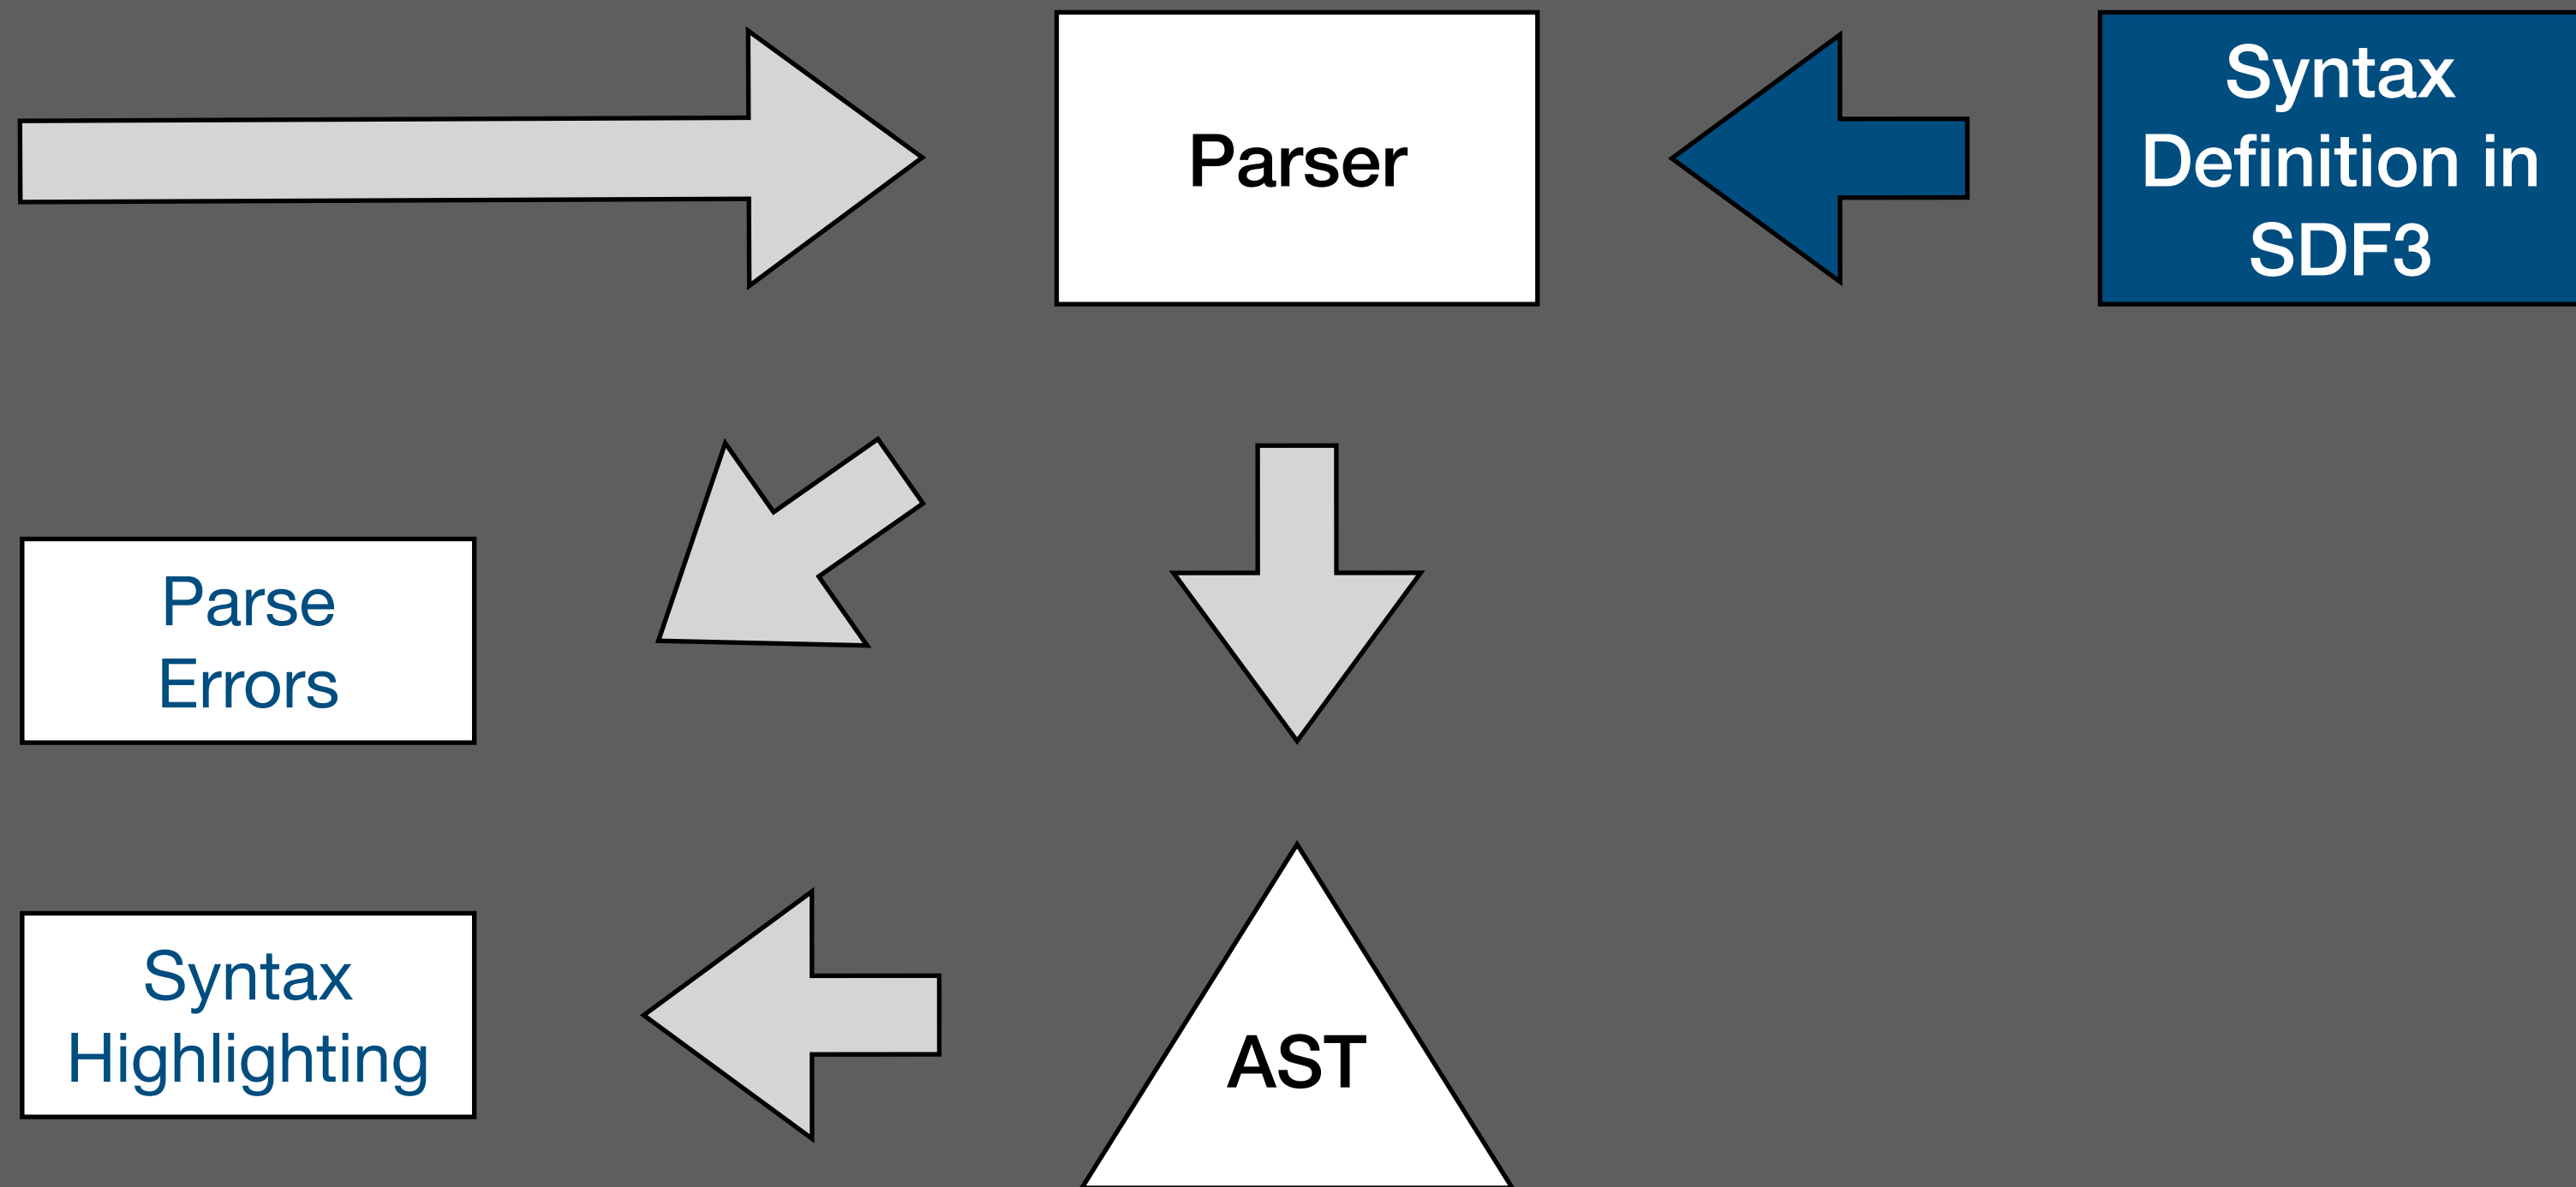 Parser
Syntax
Definition in
SDF3
Parse
Errors
Syntax
Highlighting
AST